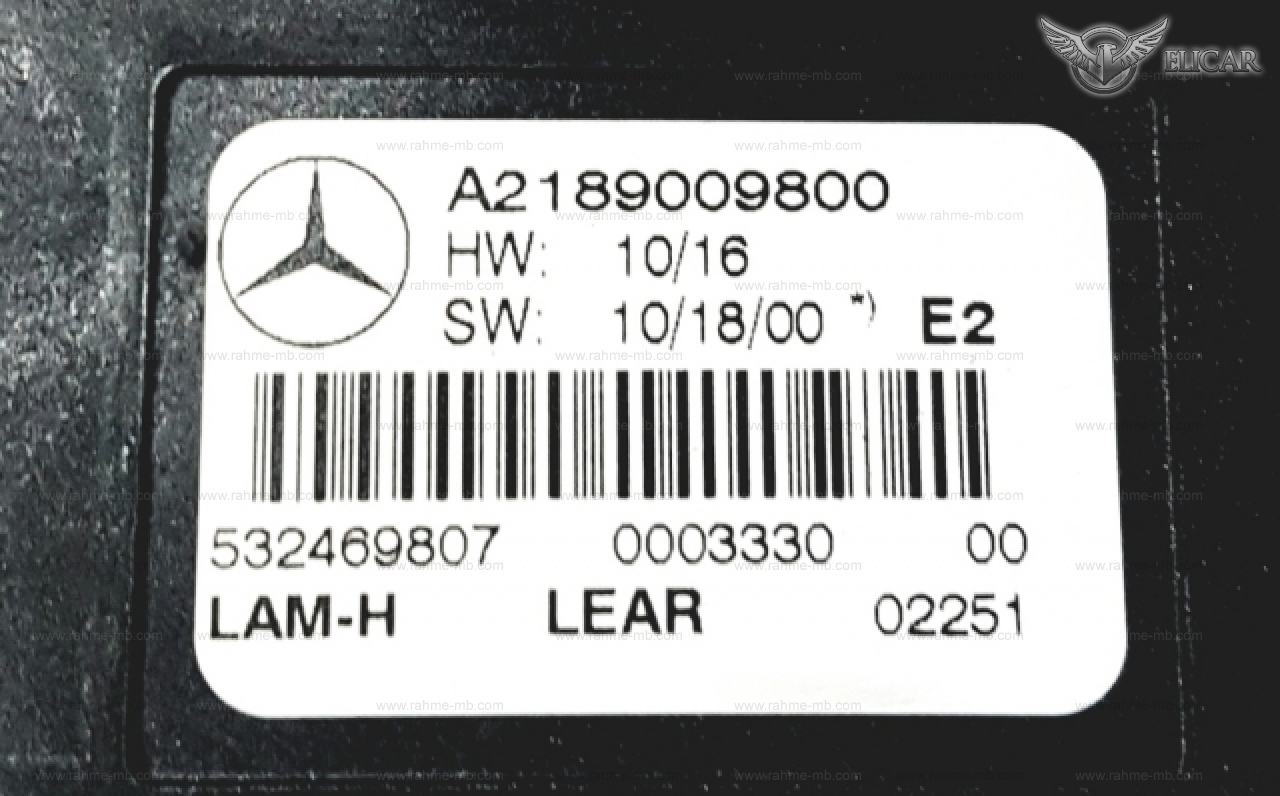 ELICAR
A2189009800
HW: 10/16
SW: 10/18/00 *) E2
532469807 0003330 00
LAM-H LEAR 02251
www.rahme-mb.com